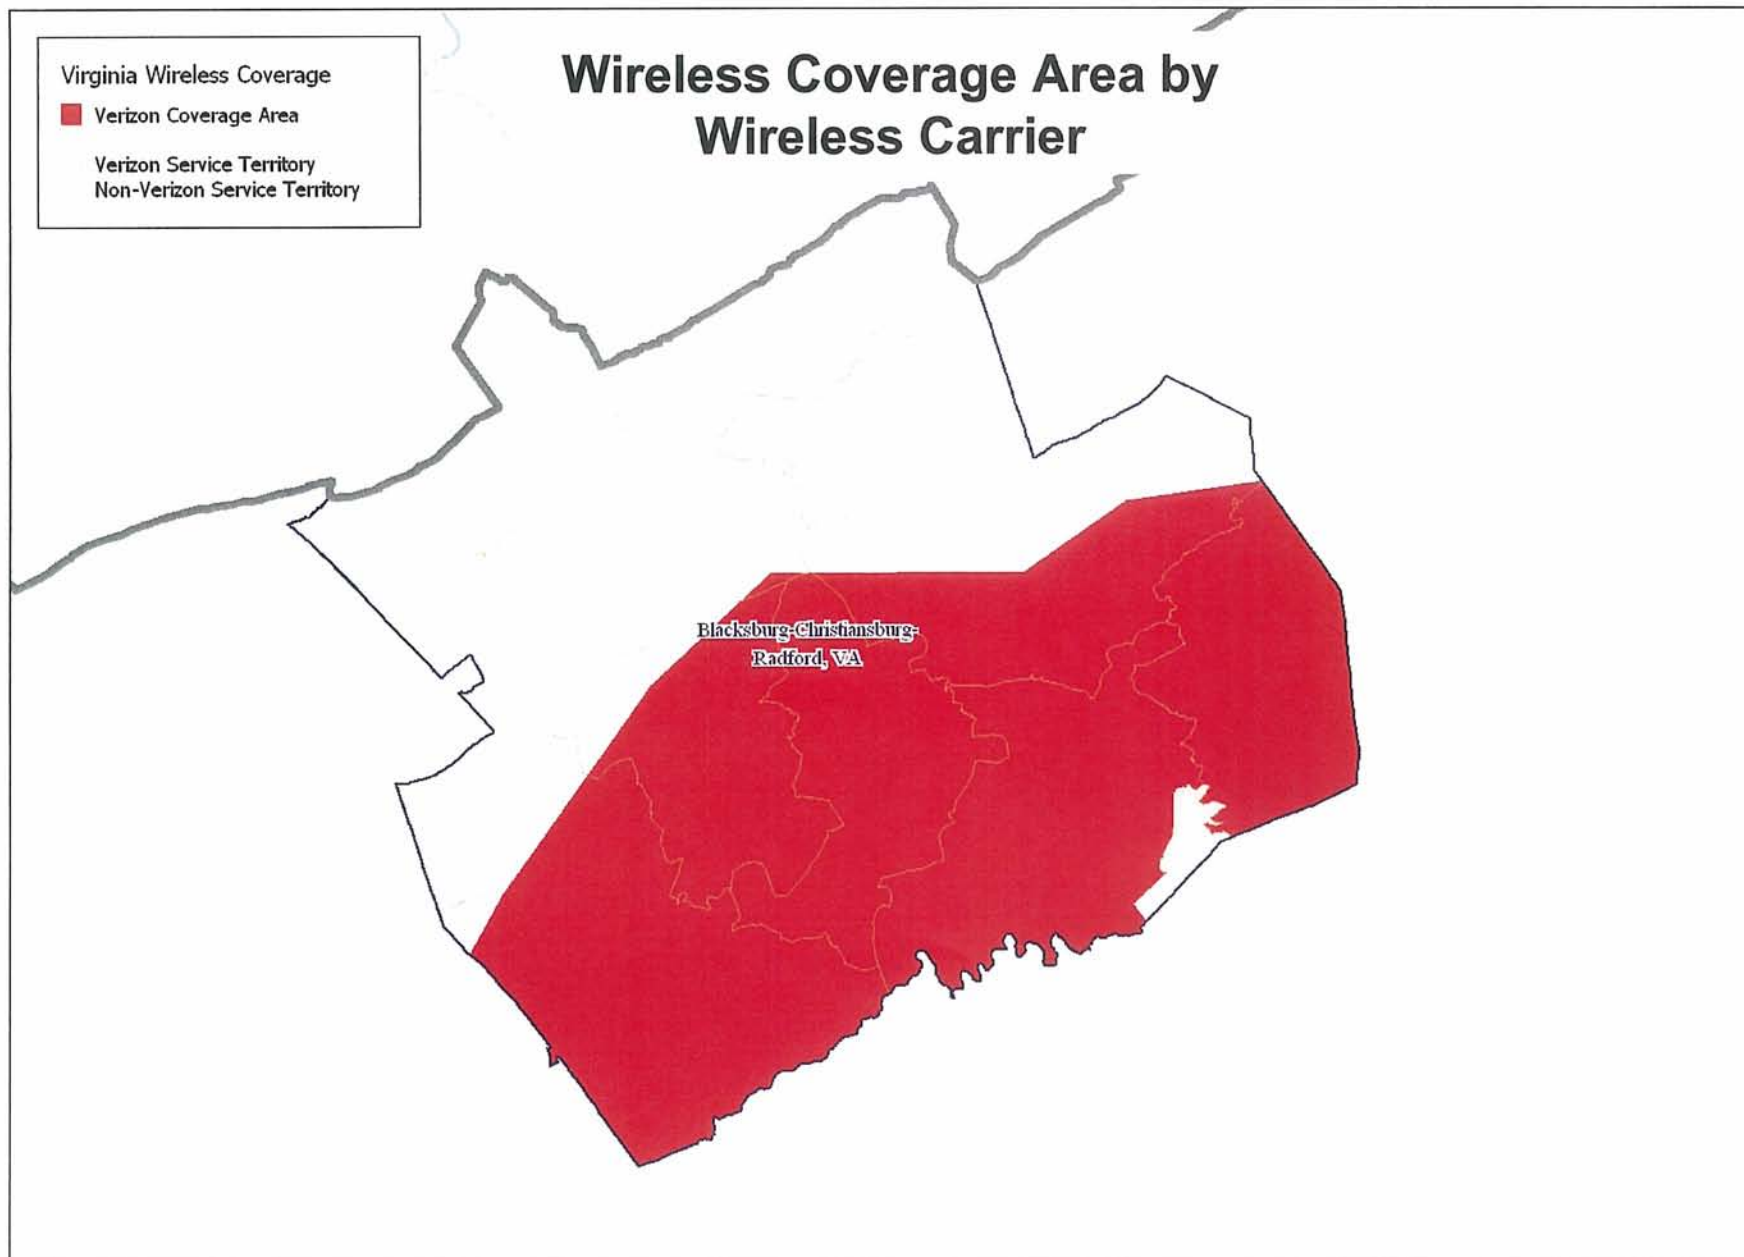 Virginia Wireless Coverage
Verizon Coverage Area
Verizon Service Territory
Non-Verizon Service Territory
Wireless Coverage Area by
Wireless Carrier
Blacksburg-Christiansburg-
Radford, VA